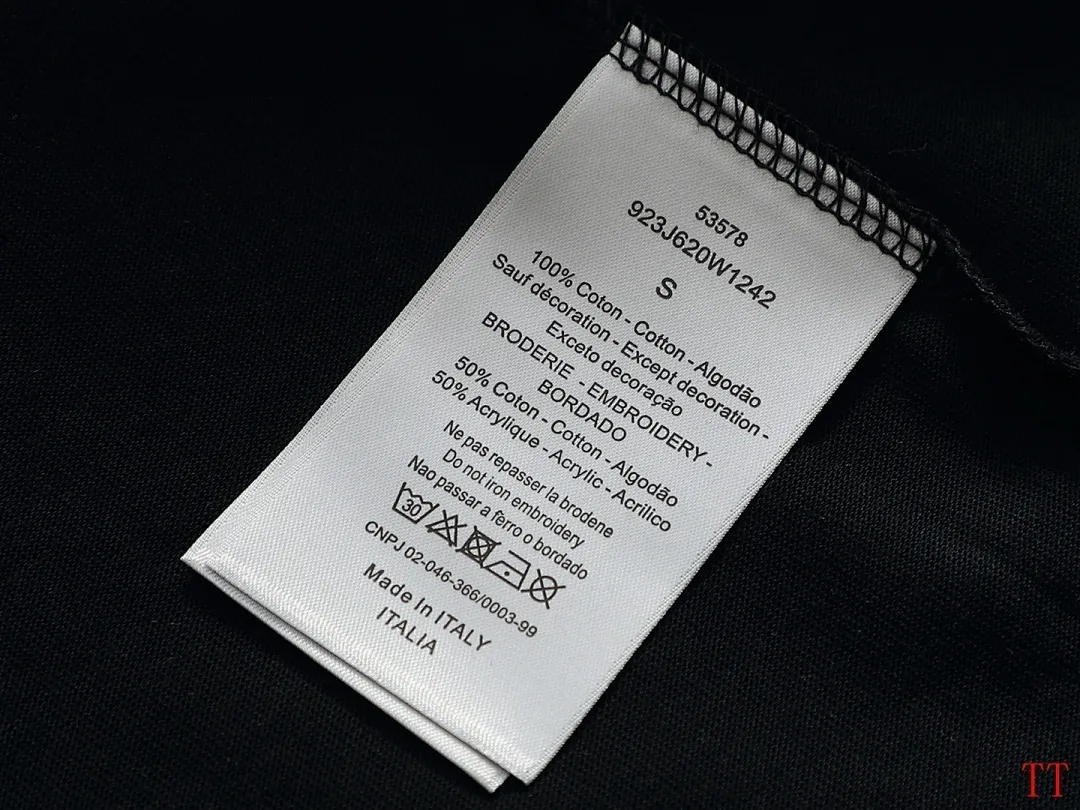 53578
923J620W1242
S
100% Coton - Cotton - Algodão
Sauf décoration - Except decoration -
Exceto decoração
BRODERIE - EMBROIDERY -
BORDADO
50% Coton - Cotton - Algodão
50% Acrylique - Acrylic - Acrilico
Ne pas repasser la brodene
Do not iron embroidery
Nao passar a ferro o bordado
30
CNPJ 02-046-366/0003-99
Made In ITALY
ITALIA
TT